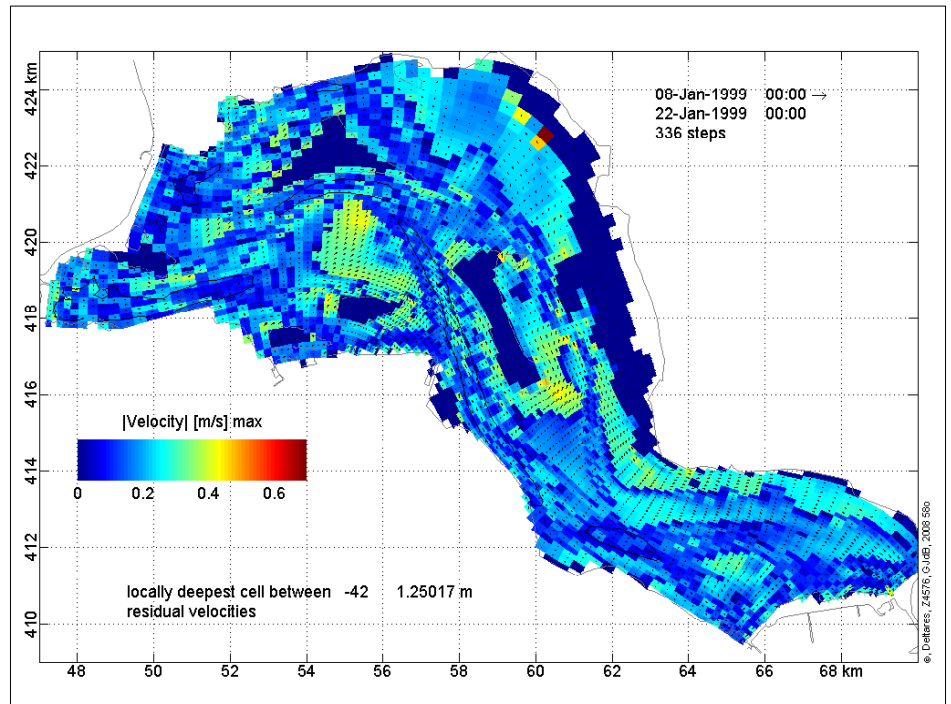 424 km
422
420
418
416
414
412
410
08-Jan-1999 00:00 →
22-Jan-1999 00:00
336 steps
|Velocity| [m/s] max
0 0.2 0.4 0.6
locally deepest cell between -42 1.25017 m
residual velocities
48 50 52 54 56 58 60 62 64 66 68 km
©, Deltares, Z4576, GJdB, 2008 58o